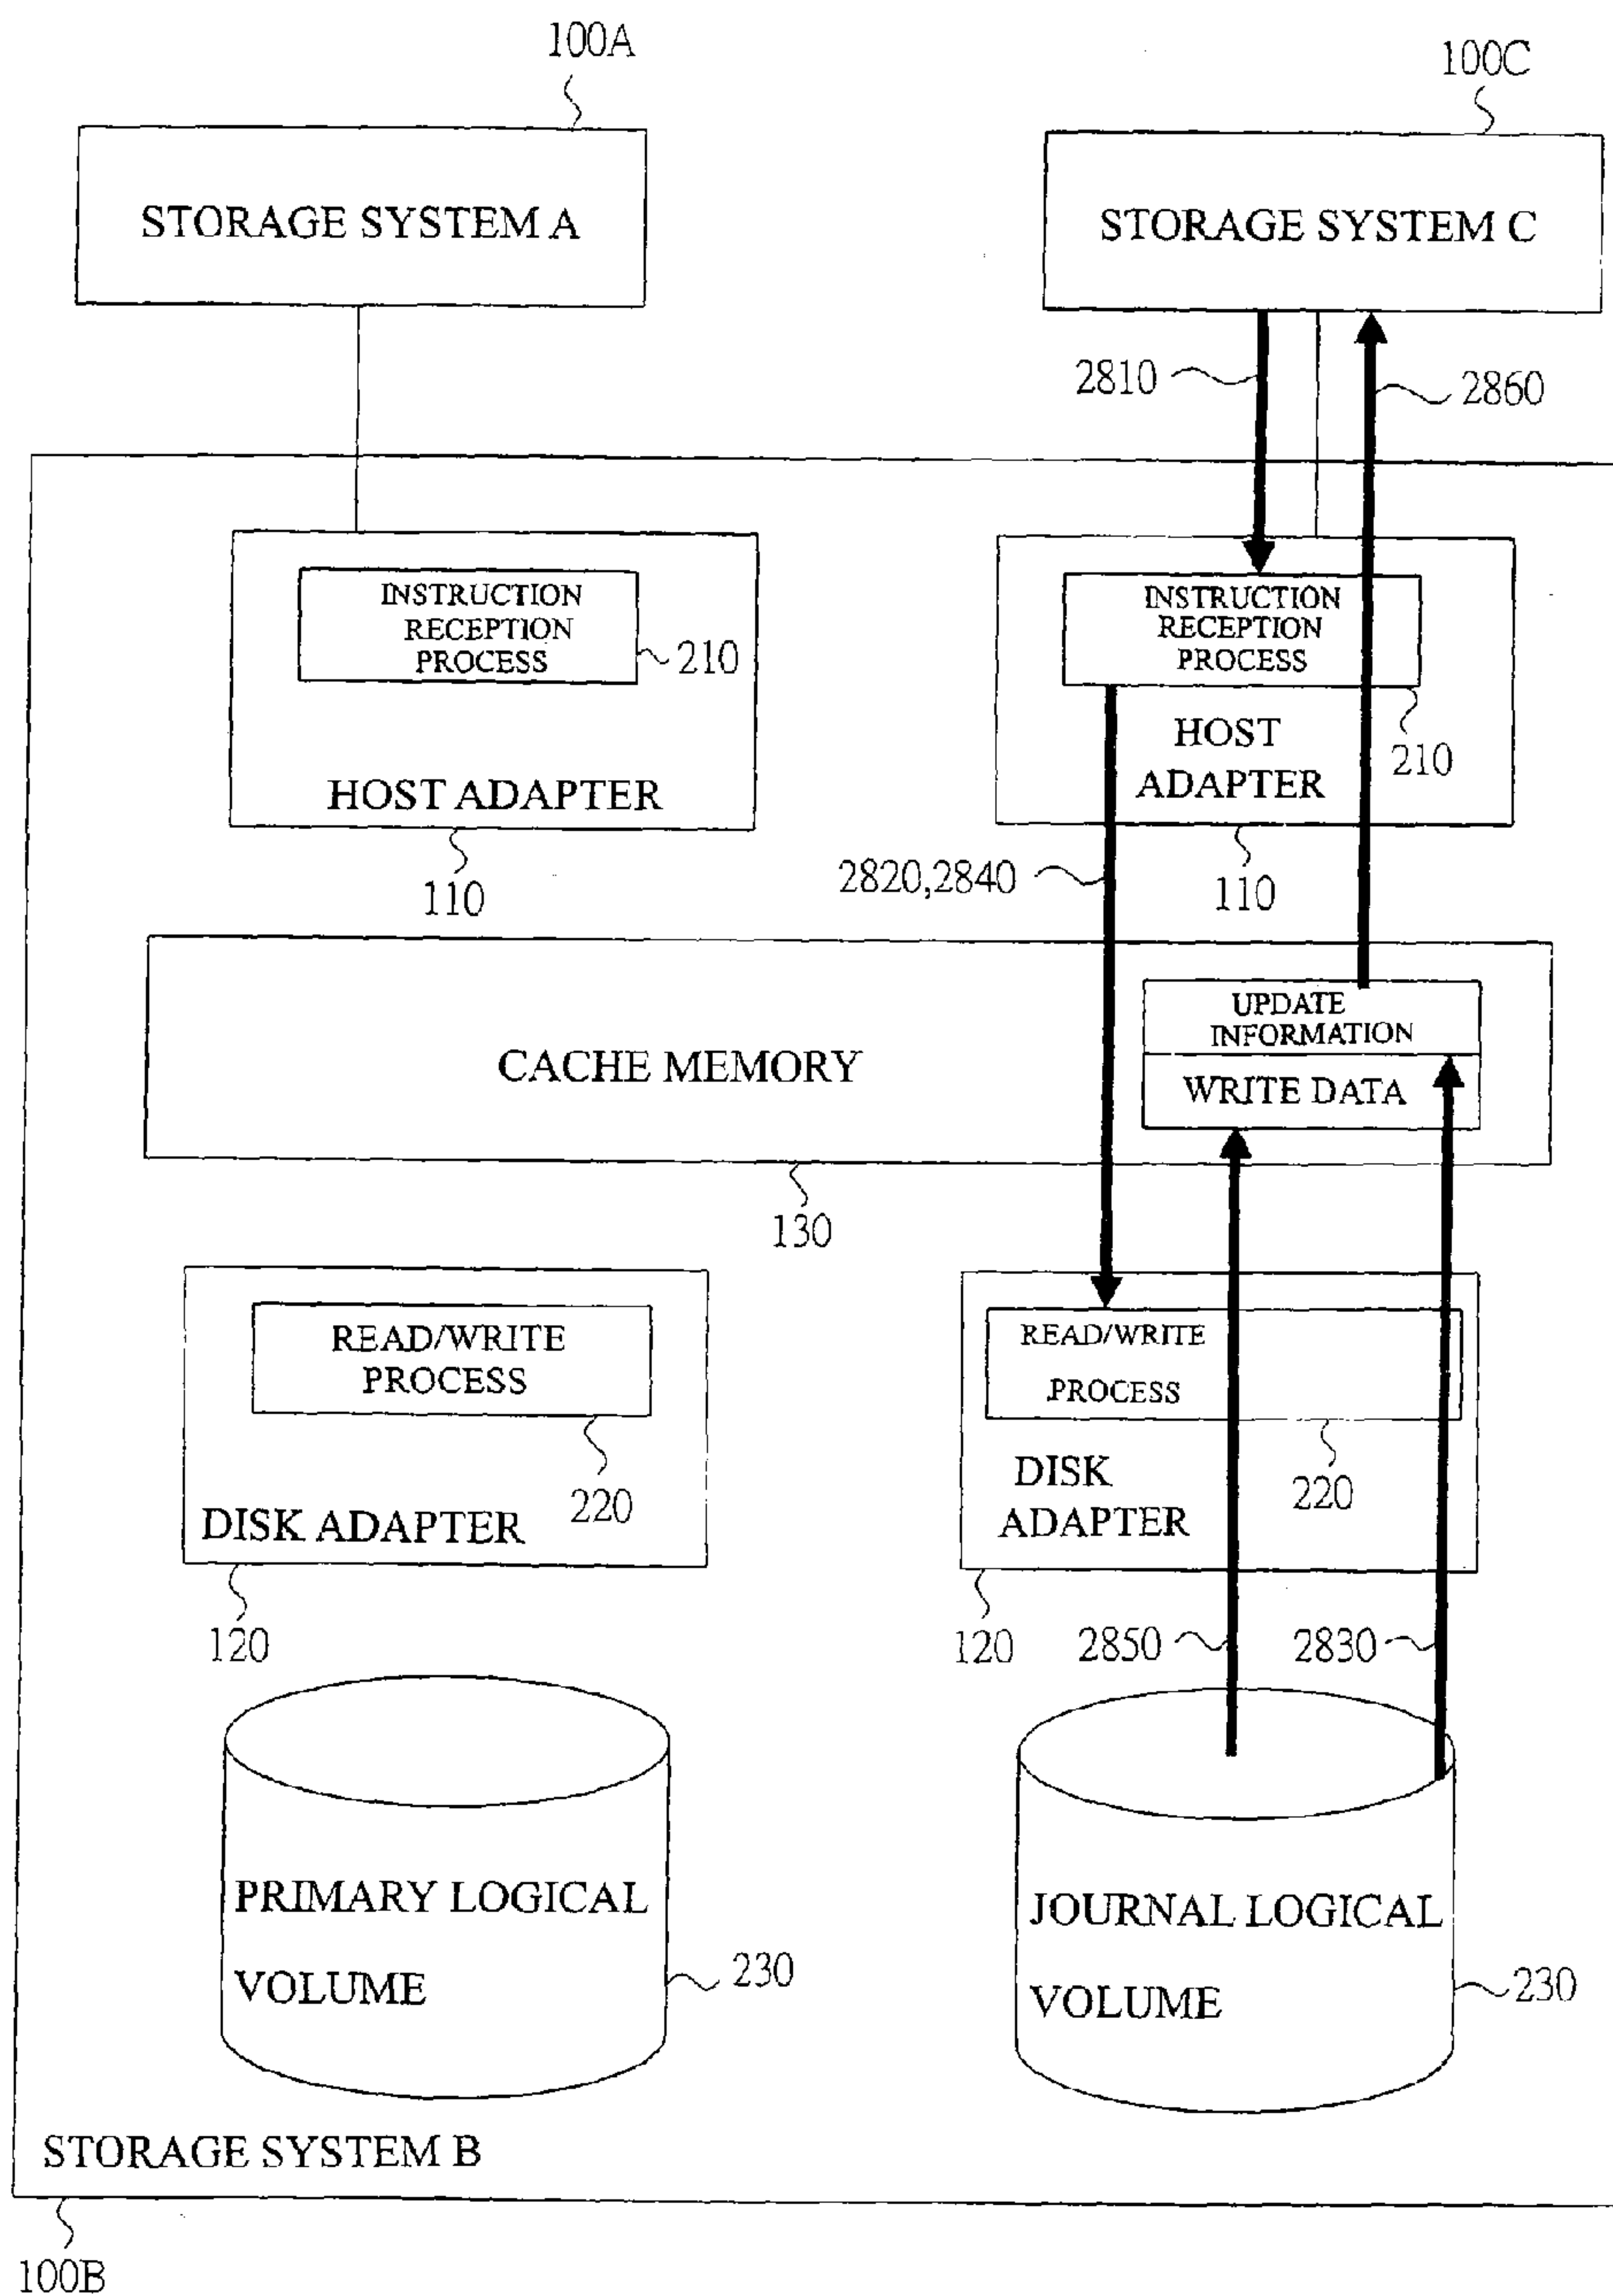 100A
100C
STORAGE SYSTEM A
STORAGE SYSTEM C
2810
2860
INSTRUCTION
RECEPTION
PROCESS
210
HOST ADAPTER
110
INSTRUCTION
RECEPTION
PROCESS
210
HOST
ADAPTER
110
2820,2840
CACHE MEMORY
UPDATE
INFORMATION
WRITE DATA
130
READ/WRITE
PROCESS
220
DISK ADAPTER
120
READ/WRITE
PROCESS
220
DISK
ADAPTER
120
2850
2830
PRIMARY LOGICAL
VOLUME
230
JOURNAL LOGICAL
VOLUME
230
STORAGE SYSTEM B
100B